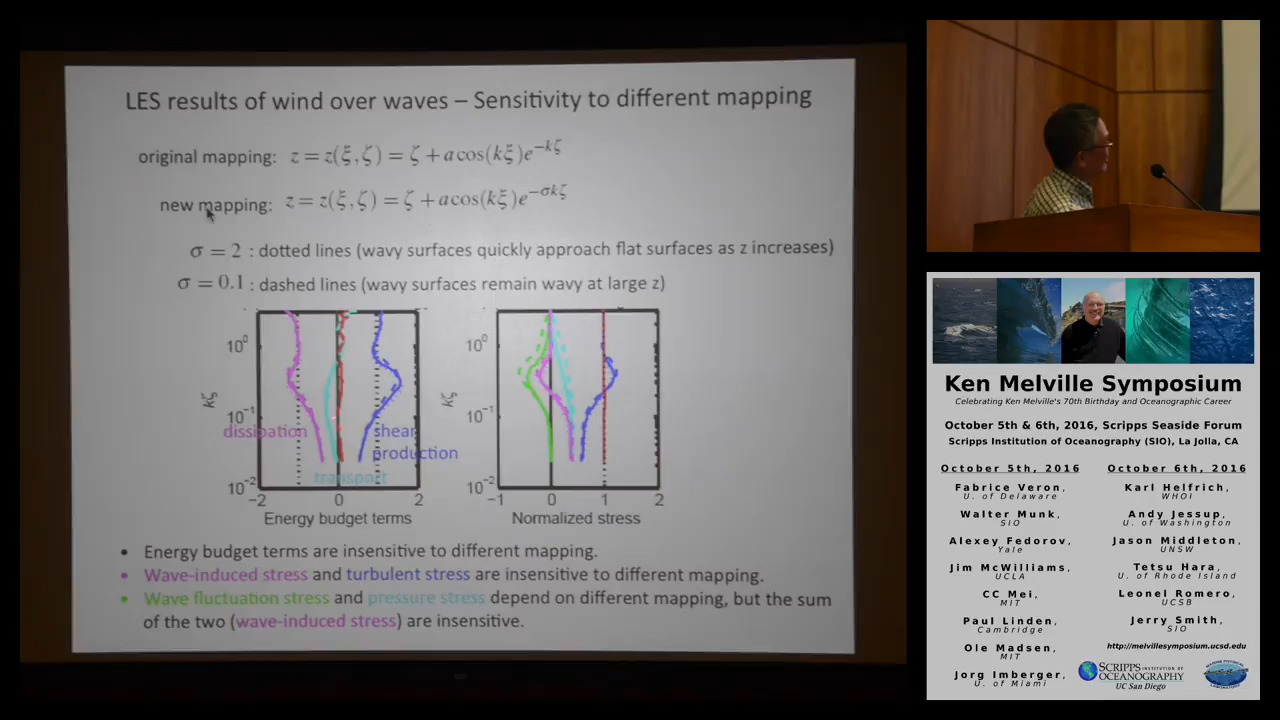 LES results of wind over waves – Sensitivity to different mapping
original mapping: z = z(ξ, ζ) = ζ + a cos(kξ)e^{−kζ}
new mapping: z = z(ξ, ζ) = ζ + a cos(kξ)e^{−σkζ}
σ = 2 : dotted lines (wavy surfaces quickly approach flat surfaces as z increases)
σ = 0.1 : dashed lines (wavy surfaces remain wavy at large z)
10^0
kζ
10^{-1}
dissipation
shear
production
transport
10^{-2}
−2 0 2
Energy budget terms
10^0
kζ
10^{-1}
10^{-2}
−1 0 1 2
Normalized stress
• Energy budget terms are insensitive to different mapping.
• Wave-induced stress and turbulent stress are insensitive to different mapping.
• Wave fluctuation stress and pressure stress depend on different mapping, but the sum
of the two (wave-induced stress) are insensitive.
Ken Melville Symposium
Celebrating Ken Melville's 70th Birthday and Oceanographic Career
October 5th & 6th, 2016, Scripps Seaside Forum
Scripps Institution of Oceanography (SIO), La Jolla, CA
October 5th, 2016
Fabrice Veron,
U. of Delaware
Walter Munk,
SIO
Alexey Fedorov,
Yale
Jim McWilliams,
UCLA
CC Mei,
MIT
Paul Linden,
Cambridge
Ole Madsen,
MIT
Jorg Imberger,
U. of Miami
October 6th, 2016
Karl Helfrich,
WHOI
Andy Jessup,
U. of Washington
Jason Middleton,
UNSW
Tetsu Hara,
U. of Rhode Island
Leonel Romero,
UCSB
Jerry Smith,
SIO
http://melvillesymposium.ucsd.edu
SCRIPPS INSTITUTION OF
OCEANOGRAPHY
UC San Diego